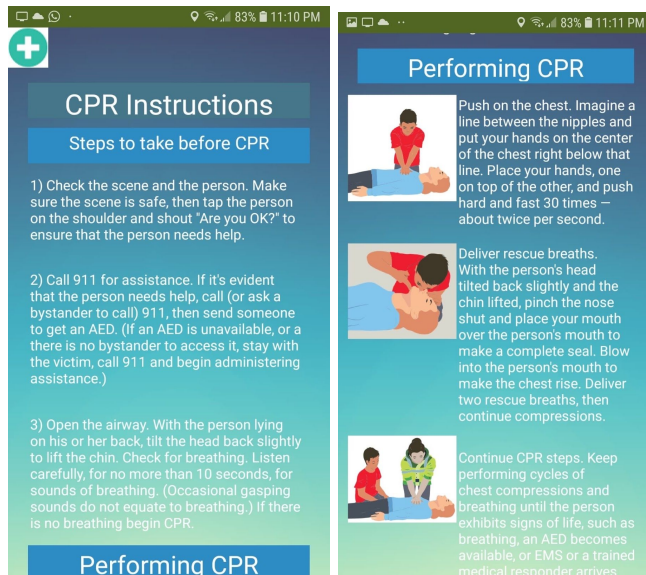 83% 11:10 PM
CPR Instructions
Steps to take before CPR
1) Check the scene and the person. Make
sure the scene is safe, then tap the person
on the shoulder and shout "Are you OK?" to
ensure that the person needs help.
2) Call 911 for assistance. If it's evident
that the person needs help, call (or ask a
bystander to call) 911, then send someone
to get an AED. (If an AED is unavailable, or a
there is no bystander to access it, stay with
the victim, call 911 and begin administering
assistance.)
3) Open the airway. With the person lying
on his or her back, tilt the head back slightly
to lift the chin. Check for breathing. Listen
carefully, for no more than 10 seconds, for
sounds of breathing. (Occasional gasping
sounds do not equate to breathing.) If there
is no breathing begin CPR.
Performing CPR
83% 11:11 PM
Performing CPR
Push on the chest. Imagine a
line between the nipples and
put your hands on the center
of the chest right below that
line. Place your hands, one
on top of the other, and push
hard and fast 30 times —
about twice per second.
Deliver rescue breaths.
With the person's head
tilted back slightly and the
chin lifted, pinch the nose
shut and place your mouth
over the person's mouth to
make a complete seal. Blow
into the person's mouth to
make the chest rise. Deliver
two rescue breaths, then
continue compressions.
Continue CPR steps. Keep
performing cycles of
chest compressions and
breathing until the person
exhibits signs of life, such as
breathing, an AED becomes
available, or EMS or a trained
medical responder arrives